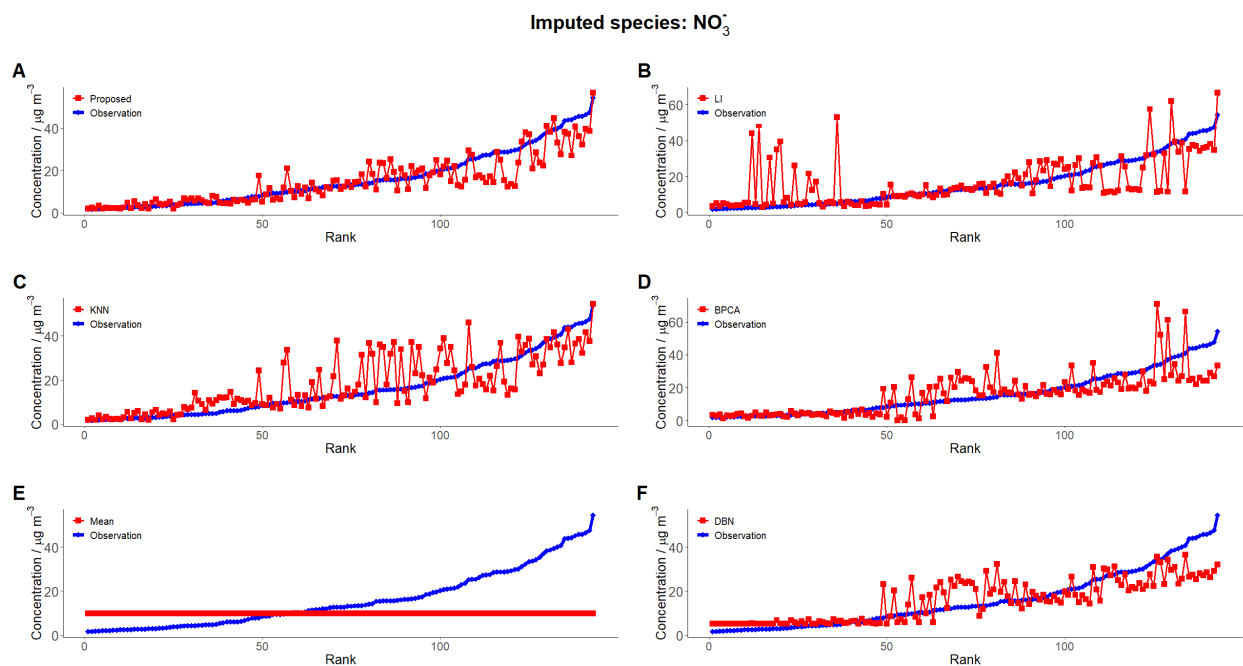 Imputed species: NO₃⁻
A
Proposed
Observation
Concentration / μg m⁻³
40
20
0
0
50
100
Rank
B
LI
Observation
Concentration / μg m⁻³
60
40
20
0
0
50
100
Rank
C
KNN
Observation
Concentration / μg m⁻³
40
20
0
0
50
100
Rank
D
BPCA
Observation
Concentration / μg m⁻³
60
40
20
0
0
50
100
Rank
E
Mean
Observation
Concentration / μg m⁻³
40
20
0
0
50
100
Rank
F
DBN
Observation
Concentration / μg m⁻³
40
20
0
0
50
100
Rank